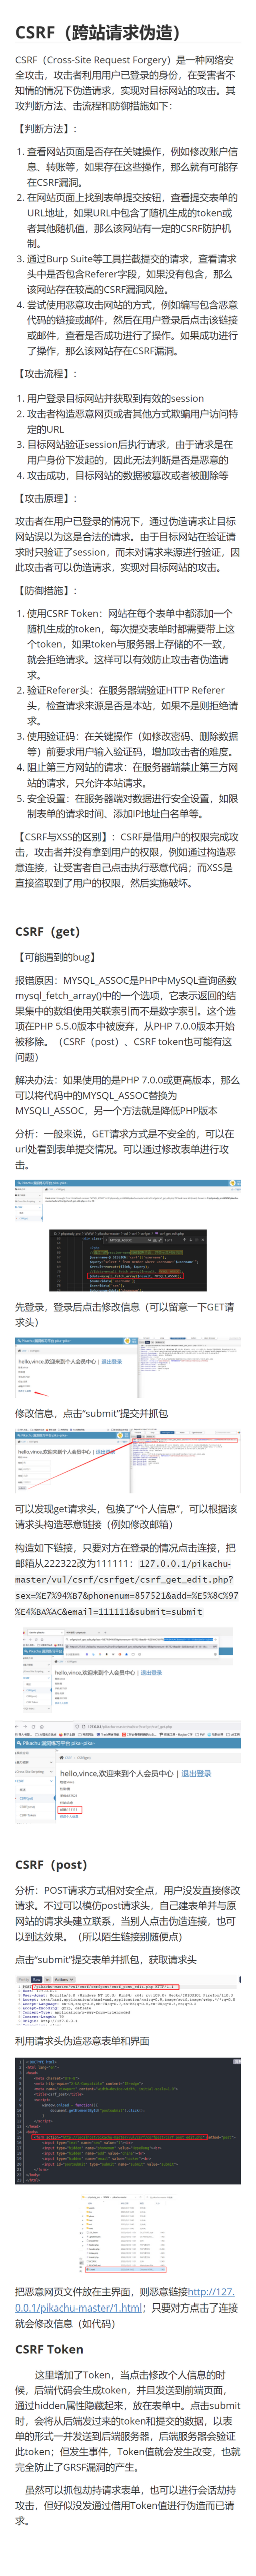 CSRF（跨站请求伪造）
CSRF（Cross-Site Request Forgery）是一种网络安
全攻击，攻击者利用用户已登录的身份，在受害者不
知情的情况下伪造请求，实现对目标网站的攻击。其
攻判断方法、击流程和防御措施如下：
【判断方法】：
1. 查看网站页面是否存在关键操作，例如修改账户信
息、转账等，如果存在这些操作，那么就有可能存
在CSRF漏洞。
2. 在网站页面上找到表单提交按钮，查看提交表单的
URL地址，如果URL中包含了随机生成的token或
者其他随机值，那么该网站有一定的CSRF防护机
制。
3. 通过Burp Suite等工具拦截提交的请求，查看请求
头中是否包含Referer字段，如果没有包含，那么
该网站存在较高的CSRF漏洞风险。
4. 尝试使用恶意攻击网站的方式，例如编写包含恶意
代码的链接或邮件，然后在用户登录后点击该链接
或邮件，查看是否成功进行了操作。如果成功进行
了操作，那么该网站存在CSRF漏洞。
【攻击流程】：
1. 用户登录目标网站并获取到有效的session
2. 攻击者构造恶意网页或者其他方式欺骗用户访问特
定的URL
3. 目标网站验证session后执行请求，由于请求是在
用户身份下发起的，因此无法判断是否是恶意的
4. 攻击成功，目标网站的数据被篡改或者被删除等
【攻击原理】：
攻击者在用户已登录的情况下，通过伪造请求让目标
网站误以为这是合法的请求。由于目标网站在验证请
求时只验证了session，而未对请求来源进行验证，因
此攻击者可以伪造请求，实现对目标网站的攻击。
【防御措施】：
1. 使用CSRF Token：网站在每个表单中都添加一个
随机生成的token，每次提交表单时都需要带上这
个token，如果token与服务器上存储的不一致，
就会拒绝请求。这样可以有效防止攻击者伪造请
求。
2. 验证Referer头：在服务器端验证HTTP Referer
头，检查请求来源是否是本站，如果不是则拒绝请
求。
3. 使用验证码：在关键操作（如修改密码、删除数据
等）前要求用户输入验证码，增加攻击者的难度。
4. 阻止第三方网站的请求：在服务器端禁止第三方网
站的请求，只允许本站请求。
5. 安全设置：在服务器端对数据进行安全设置，如限
制表单的请求时间、添加IP地址白名单等。
【CSRF与XSS的区别】：CSRF是借用户的权限完成攻
击，攻击者并没有拿到用户的权限，例如通过构造恶
意连接，让受害者自己点击执行恶意代码；而XSS是
直接盗取到了用户的权限，然后实施破坏。
CSRF（get）
【可能遇到的bug】
报错原因：MYSQL_ASSOC是PHP中MySQL查询函数
mysql_fetch_array()中的一个选项，它表示返回的结
果集中的数组使用关联索引而不是数字索引。这个选
项在PHP 5.5.0版本中被废弃，从PHP 7.0.0版本开始
被移除。（CSRF（post）、CSRF token也可能有这
问题）
解决办法：如果使用的是PHP 7.0.0或更高版本，那么
可以将代码中的MYSQL_ASSOC替换为
MYSQLI_ASSOC，另一个方法就是降低PHP版本
分析：一般来说，GET请求方式是不安全的，可以在
url处看到表单提交情况。可以通过修改表单进行攻
击。
先登录，登录后点击修改信息（可以留意一下GET请
求头）
hello,vince,欢迎来到个人会员中心 | 退出登录
修改信息，点击“submit”提交并抓包
hello,vince,欢迎来到个人会员中心 | 退出登录
可以发现get请求头，包换了“个人信息”，可以根据该
请求头构造恶意链接（例如修改邮箱）
构造如下链接，只要对方在登录的情况点击连接，把
邮箱从222322改为111111：127.0.0.1/pikachu-
master/vul/csrf/csrfget/csrf_get_edit.php?
sex=%E7%94%B7&phonenum=857521&add=%E5%8C%97
%E4%BA%AC&email=111111&submit=submit
hello,vince,欢迎来到个人会员中心 | 退出登录
Pikachu 漏洞练习平台 pika~pika~
hello,vince,欢迎来到个人会员中心 | 退出登录
CSRF（post）
分析：POST请求方式相对安全点，用户没发直接修改
请求。不过可以模仿post请求头，自己建表单并与原
网站的请求头建立联系，当别人点击伪造连接，也可
以到达效果。（所以陌生链接别随便点）
点击“submit”提交表单并抓包，获取请求头
利用请求头伪造恶意表单和界面
把恶意网页文件放在主界面，则恶意链接http://127.
0.0.1/pikachu-master/1.html；只要对方点击了连接
就会修改信息（如代码）
CSRF Token
这里增加了Token，当点击修改个人信息的时
候，后端代码会生成token，并且发送到前端页面，
通过hidden属性隐藏起来，放在表单中。点击submit
时，会将从后端发过来的token和提交的数据，以表
单的形式一并发送到后端服务器，后端服务器会验证
此token；但发生事件，Token值就会发生改变，也就
完全防止了GRSF漏洞的产生。
虽然可以抓包劫持请求表单，也可以进行会话劫持
攻击，但好似没发通过借用Token值进行伪造而已请
求。